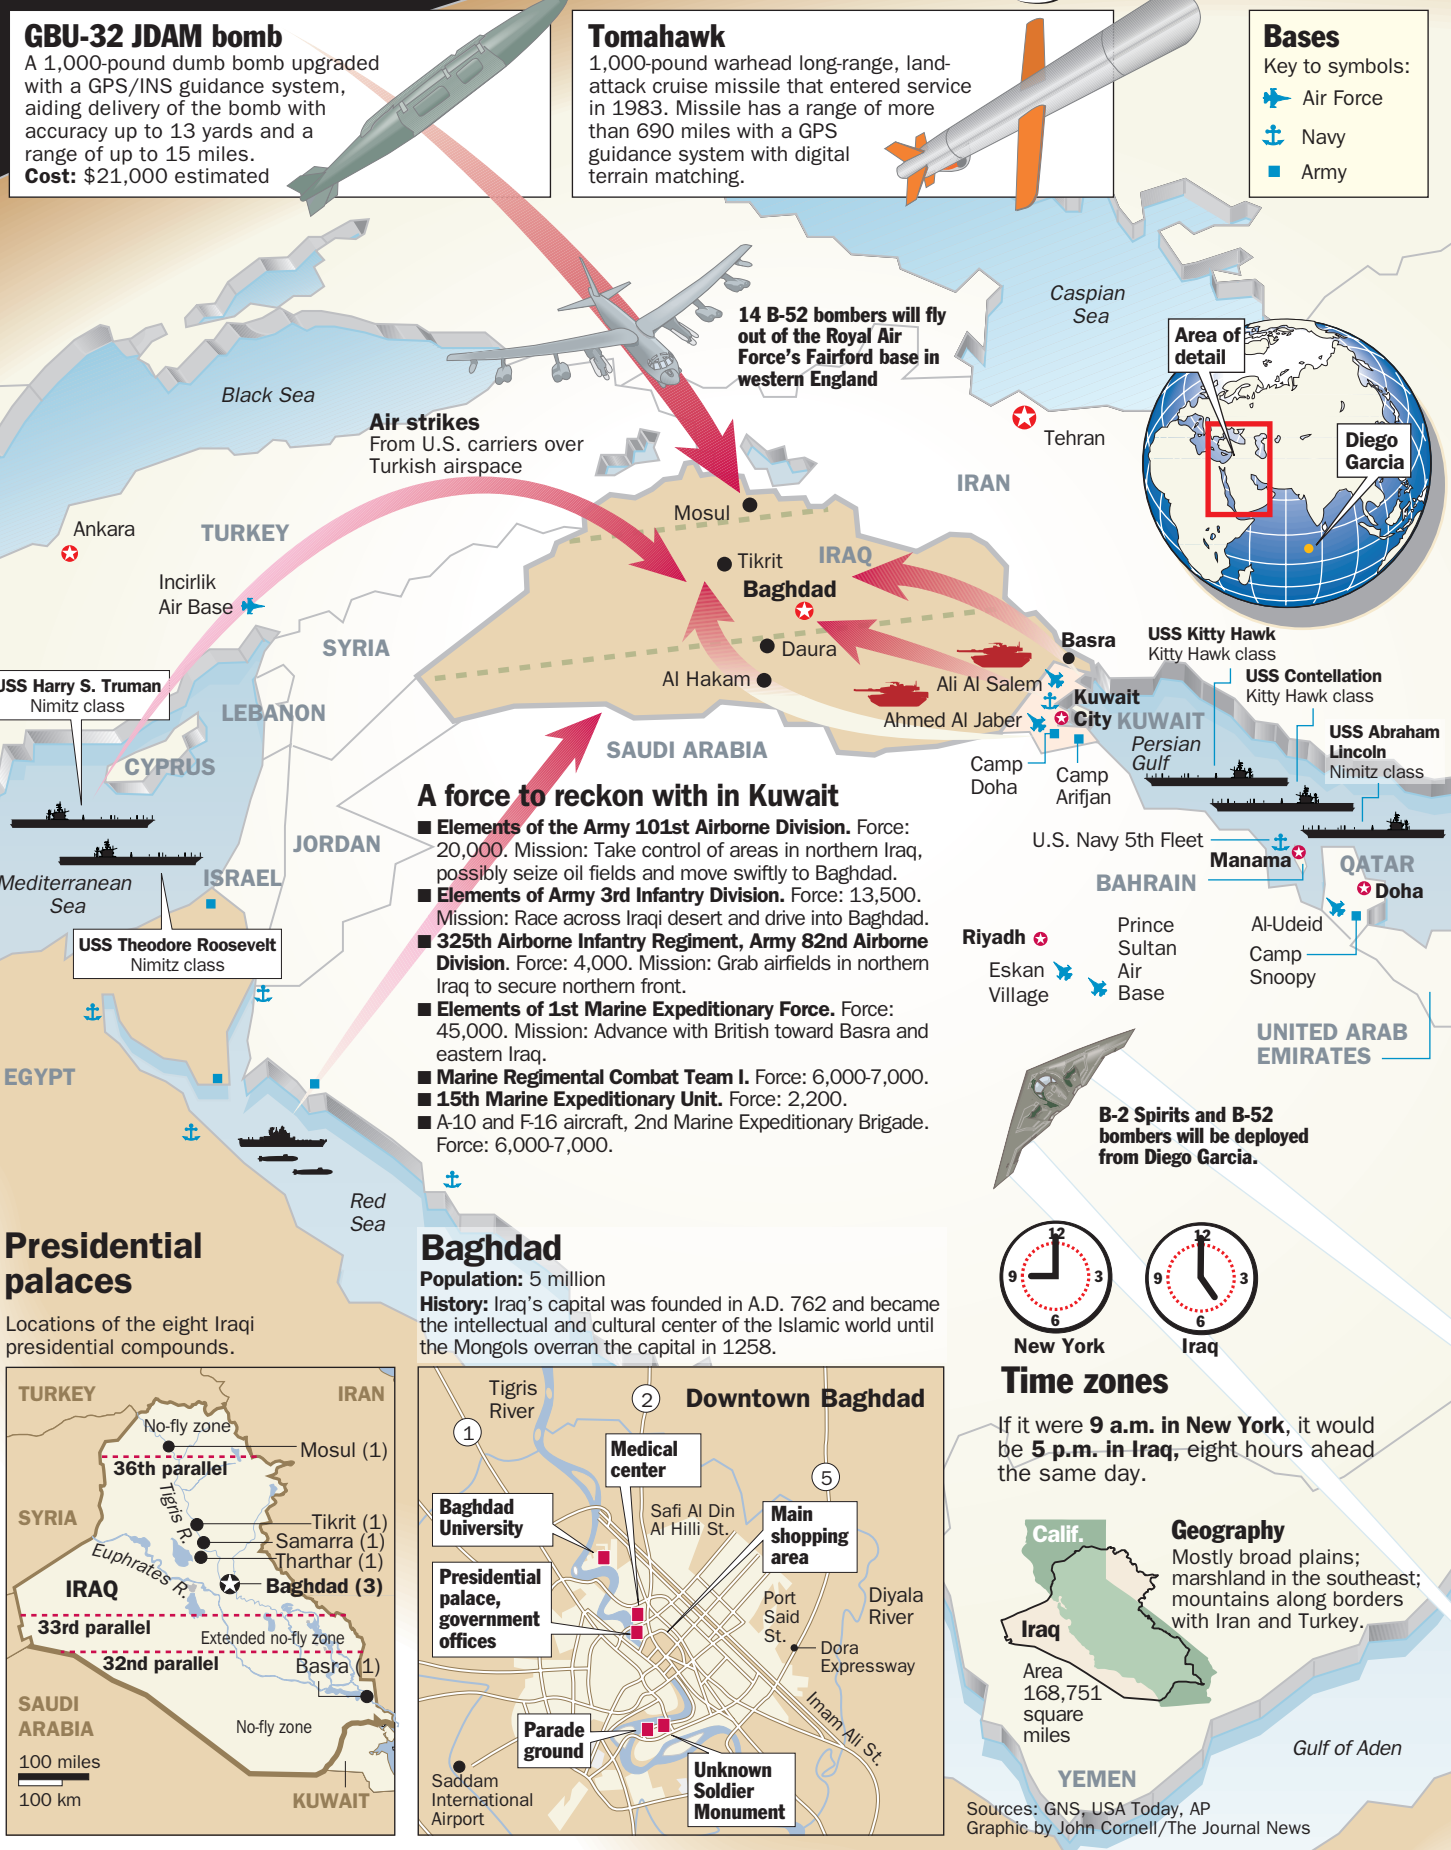 GBU-32 JDAM bomb
A 1,000-pound dumb bomb upgraded
with a GPS/INS guidance system,
aiding delivery of the bomb with
accuracy up to 13 yards and a
range of up to 15 miles.
Cost: $21,000 estimated
Tomahawk
1,000-pound warhead long-range, land-
attack cruise missile that entered service
in 1983. Missile has a range of more
than 690 miles with a GPS
guidance system with digital
terrain matching.
Bases
Key to symbols:
Air Force
Navy
Army
Caspian
Sea
14 B-52 bombers will fly
out of the Royal Air
Force's Fairford base in
western England
Area of
detail
Diego
Garcia
Black Sea
Air strikes
From U.S. carriers over
Turkish airspace
Tehran
IRAN
Mosul
Ankara
TURKEY
Tikrit
IRAQ
Baghdad
Incirlik
Air Base
SYRIA
Daura
Basra
Al Hakam
Ali Al Salem
Ahmed Al Jaber
Kuwait
City
KUWAIT
USS Kitty Hawk
Kitty Hawk class
USS Contellation
Kitty Hawk class
USS Abraham
Lincoln
Nimitz class
USS Harry S. Truman
Nimitz class
LEBANON
CYPRUS
SAUDI ARABIA
Persian
Gulf
Camp
Doha
Camp
Arifjan
JORDAN
ISRAEL
Mediterranean
Sea
USS Theodore Roosevelt
Nimitz class
U.S. Navy 5th Fleet
Manama
BAHRAIN
QATAR
Doha
Al-Udeid
Camp
Snoopy
Riyadh
Eskan
Village
Prince
Sultan
Air
Base
UNITED ARAB
EMIRATES
EGYPT
Red
Sea
A force to reckon with in Kuwait
■ Elements of the Army 101st Airborne Division. Force:
20,000. Mission: Take control of areas in northern Iraq,
possibly seize oil fields and move swiftly to Baghdad.
■ Elements of Army 3rd Infantry Division. Force: 13,500.
Mission: Race across Iraqi desert and drive into Baghdad.
■ 325th Airborne Infantry Regiment, Army 82nd Airborne
Division. Force: 4,000. Mission: Grab airfields in northern
Iraq to secure northern front.
■ Elements of 1st Marine Expeditionary Force. Force:
45,000. Mission: Advance with British toward Basra and
eastern Iraq.
■ Marine Regimental Combat Team I. Force: 6,000-7,000.
■ 15th Marine Expeditionary Unit. Force: 2,200.
■ A-10 and F-16 aircraft, 2nd Marine Expeditionary Brigade.
Force: 6,000-7,000.
B-2 Spirits and B-52
bombers will be deployed
from Diego Garcia.
Presidential
palaces
Locations of the eight Iraqi
presidential compounds.
TURKEY
IRAN
No-fly zone
Mosul (1)
36th parallel
Tigris R.
SYRIA
Tikrit (1)
Samarra (1)
Tharthar (1)
Euphrates R.
IRAQ
Baghdad (3)
33rd parallel
Extended no-fly zone
32nd parallel
Basra (1)
SAUDI
ARABIA
No-fly zone
100 miles
100 km
KUWAIT
Baghdad
Population: 5 million
History: Iraq's capital was founded in A.D. 762 and became
the intellectual and cultural center of the Islamic world until
the Mongols overran the capital in 1258.
Downtown Baghdad
Tigris
River
1
2
5
Medical
center
Baghdad
University
Safi Al Din
Al Hilli St.
Main
shopping
area
Presidential
palace,
government
offices
Port
Said
St.
Diyala
River
Dora
Expressway
Imam Ali St.
Parade
ground
Unknown
Soldier
Monument
Saddam
International
Airport
12
3
6
9
New York
12
3
6
9
Iraq
Time zones
If it were 9 a.m. in New York, it would
be 5 p.m. in Iraq, eight hours ahead
the same day.
Calif.
Iraq
Area
168,751
square
miles
Geography
Mostly broad plains;
marshland in the southeast;
mountains along borders
with Iran and Turkey.
Gulf of Aden
YEMEN
Sources: GNS, USA Today, AP
Graphic by John Cornell/The Journal News